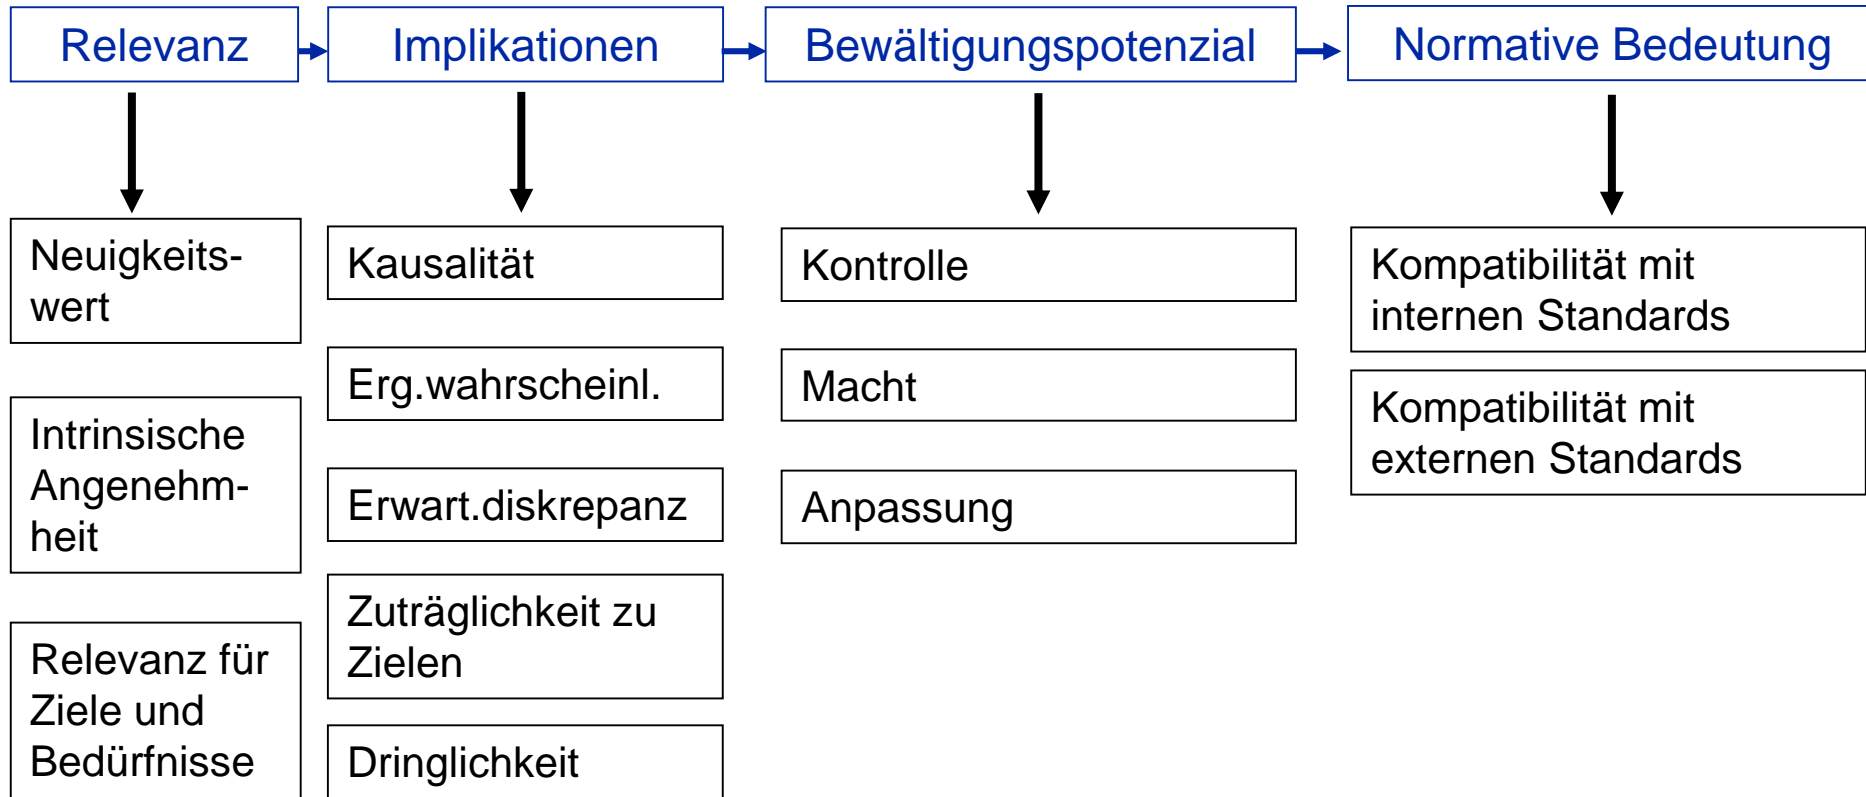 Relevanz
Implikationen
Bewältigungspotenzial
Normative Bedeutung
Neuigkeits-
wert
Intrinsische
Angenehm-
heit
Relevanz für
Ziele und
Bedürfnisse
Kausalität
Erg.wahrscheinl.
Erwart.diskrepanz
Zuträglichkeit zu
Zielen
Dringlichkeit
Kontrolle
Macht
Anpassung
Kompatibilität mit
internen Standards
Kompatibilität mit
externen Standards